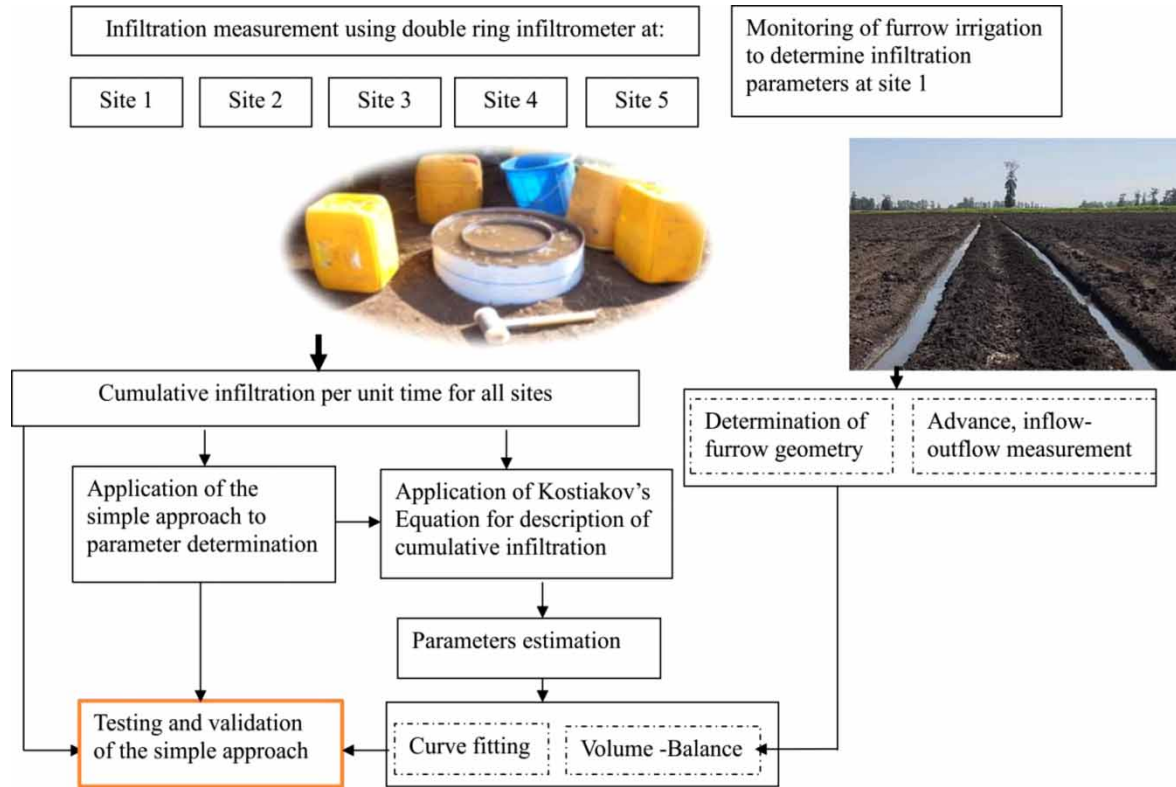 Infiltration measurement using double ring infiltrometer at:
Site 1
Site 2
Site 3
Site 4
Site 5
Monitoring of furrow irrigation
to determine infiltration
parameters at site 1
Cumulative infiltration per unit time for all sites
Determination of
furrow geometry
Advance, inflow-
outflow measurement
Application of the
simple approach to
parameter determination
Application of Kostiakov’s
Equation for description of
cumulative infiltration
Parameters estimation
Testing and validation
of the simple approach
Curve fitting
Volume -Balance